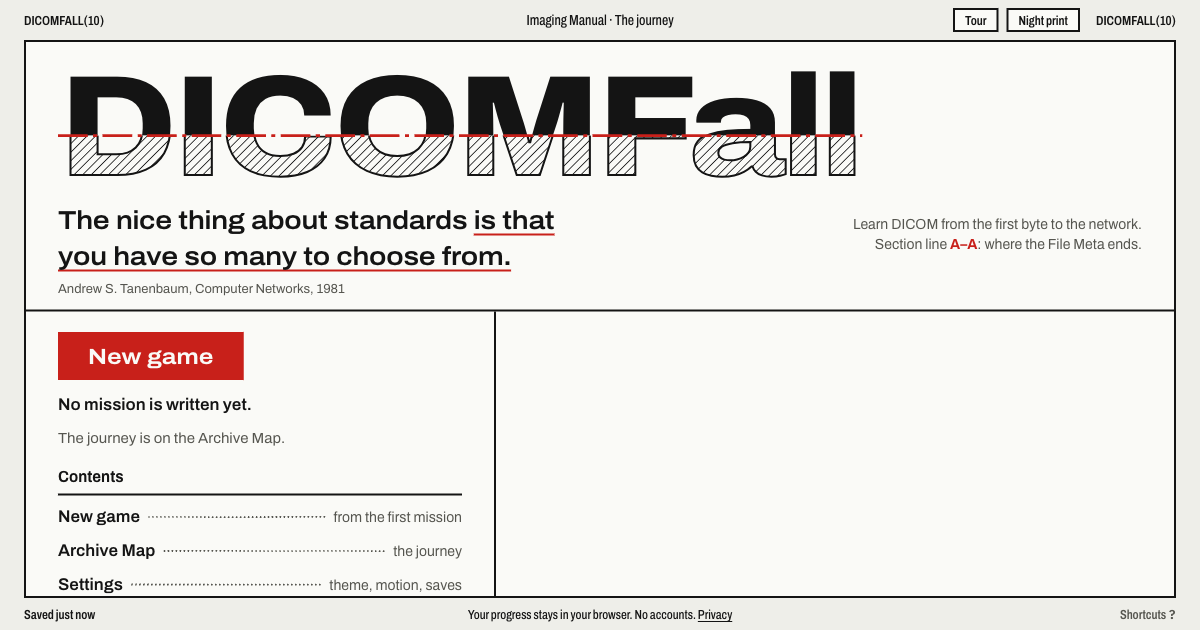 DICOMFALL(10)
Imaging Manual · The journey
Tour
Night print
DICOMFALL(10)
DICOMFall
The nice thing about standards is that
you have so many to choose from.
Andrew S. Tanenbaum, Computer Networks, 1981
Learn DICOM from the first byte to the network.
Section line A–A: where the File Meta ends.
New game
No mission is written yet.
The journey is on the Archive Map.
Contents
New game from the first mission
Archive Map the journey
Settings theme, motion, saves
Saved just now
Your progress stays in your browser. No accounts. Privacy
Shortcuts ?